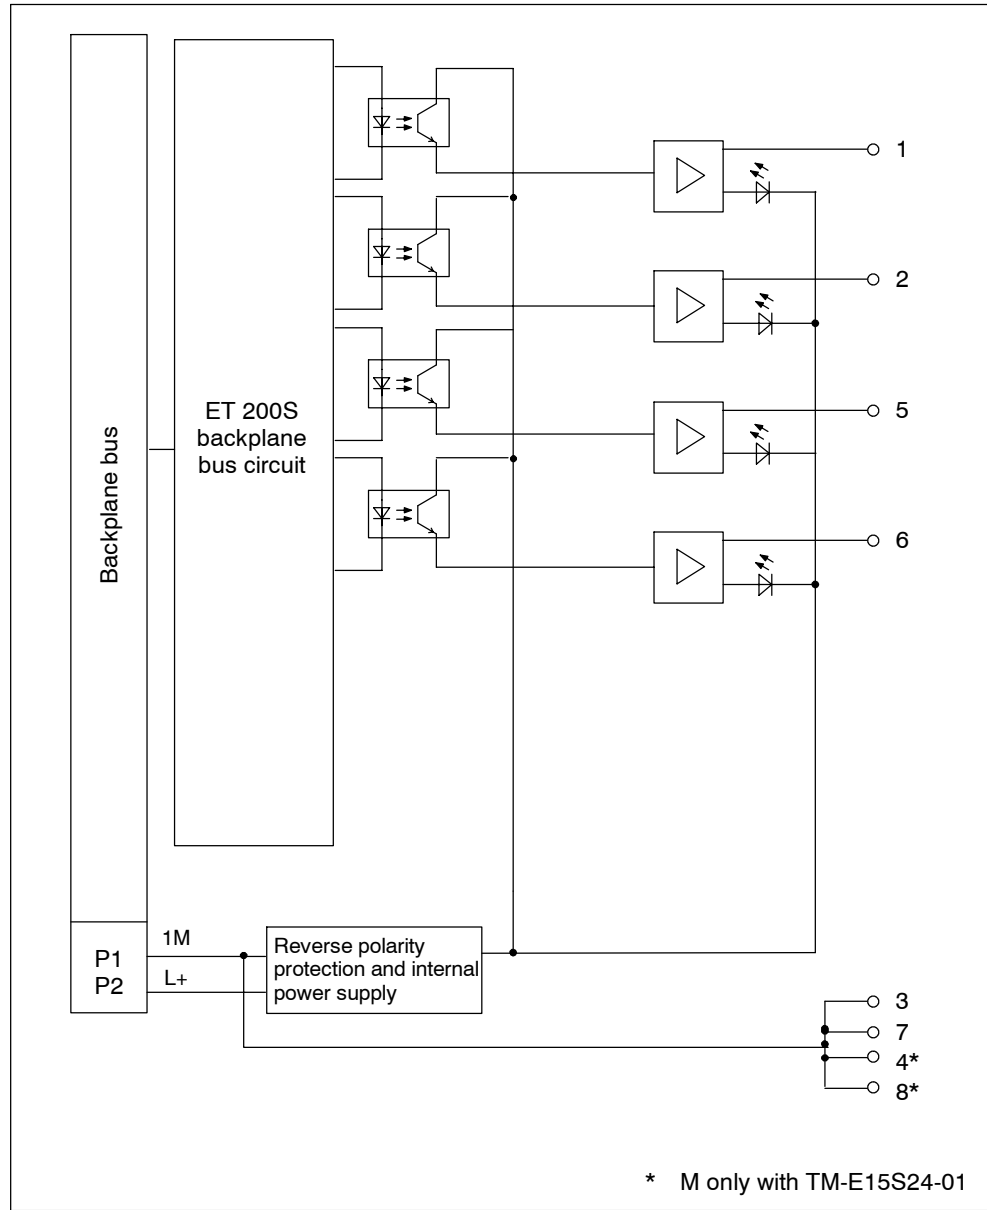 1
2
5
6
ET 200S
backplane
bus circuit
Backplane bus
P1
P2
1M
L+
Reverse polarity
protection and internal
power supply
3
7
4*
8*
* M only with TM-E15S24-01